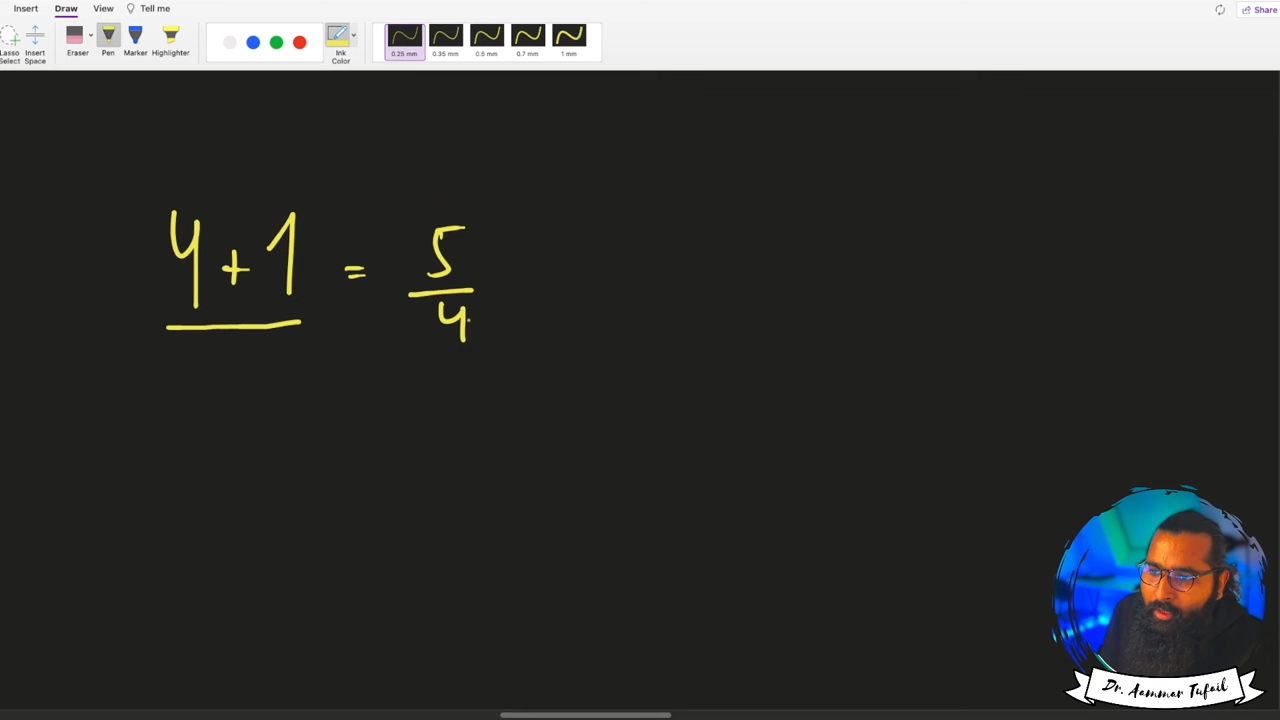 Insert Draw View Tell me Share
Lasso Select
Insert Space
Eraser
Pen
Marker
Highlighter
Ink Color
0.25 mm 0.35 mm 0.5 mm 0.7 mm 1 mm
4 + 1 = 5/4
Dr. Aammar Tufail